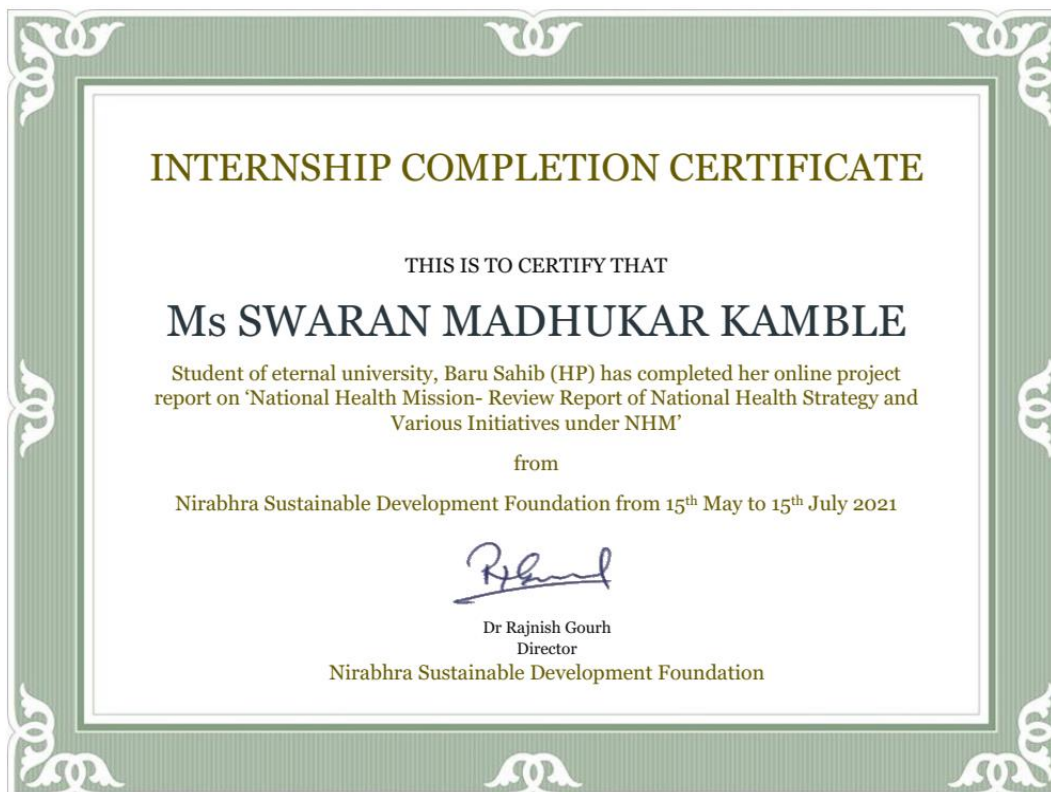 INTERNSHIP COMPLETION CERTIFICATE
THIS IS TO CERTIFY THAT
Ms SWARAN MADHUKAR KAMBLE
Student of eternal university, Baru Sahib (HP) has completed her online project
report on ‘National Health Mission- Review Report of National Health Strategy and
Various Initiatives under NHM’
from
Nirabhra Sustainable Development Foundation from 15th May to 15th July 2021
Dr Rajnish Gourh
Director
Nirabhra Sustainable Development Foundation